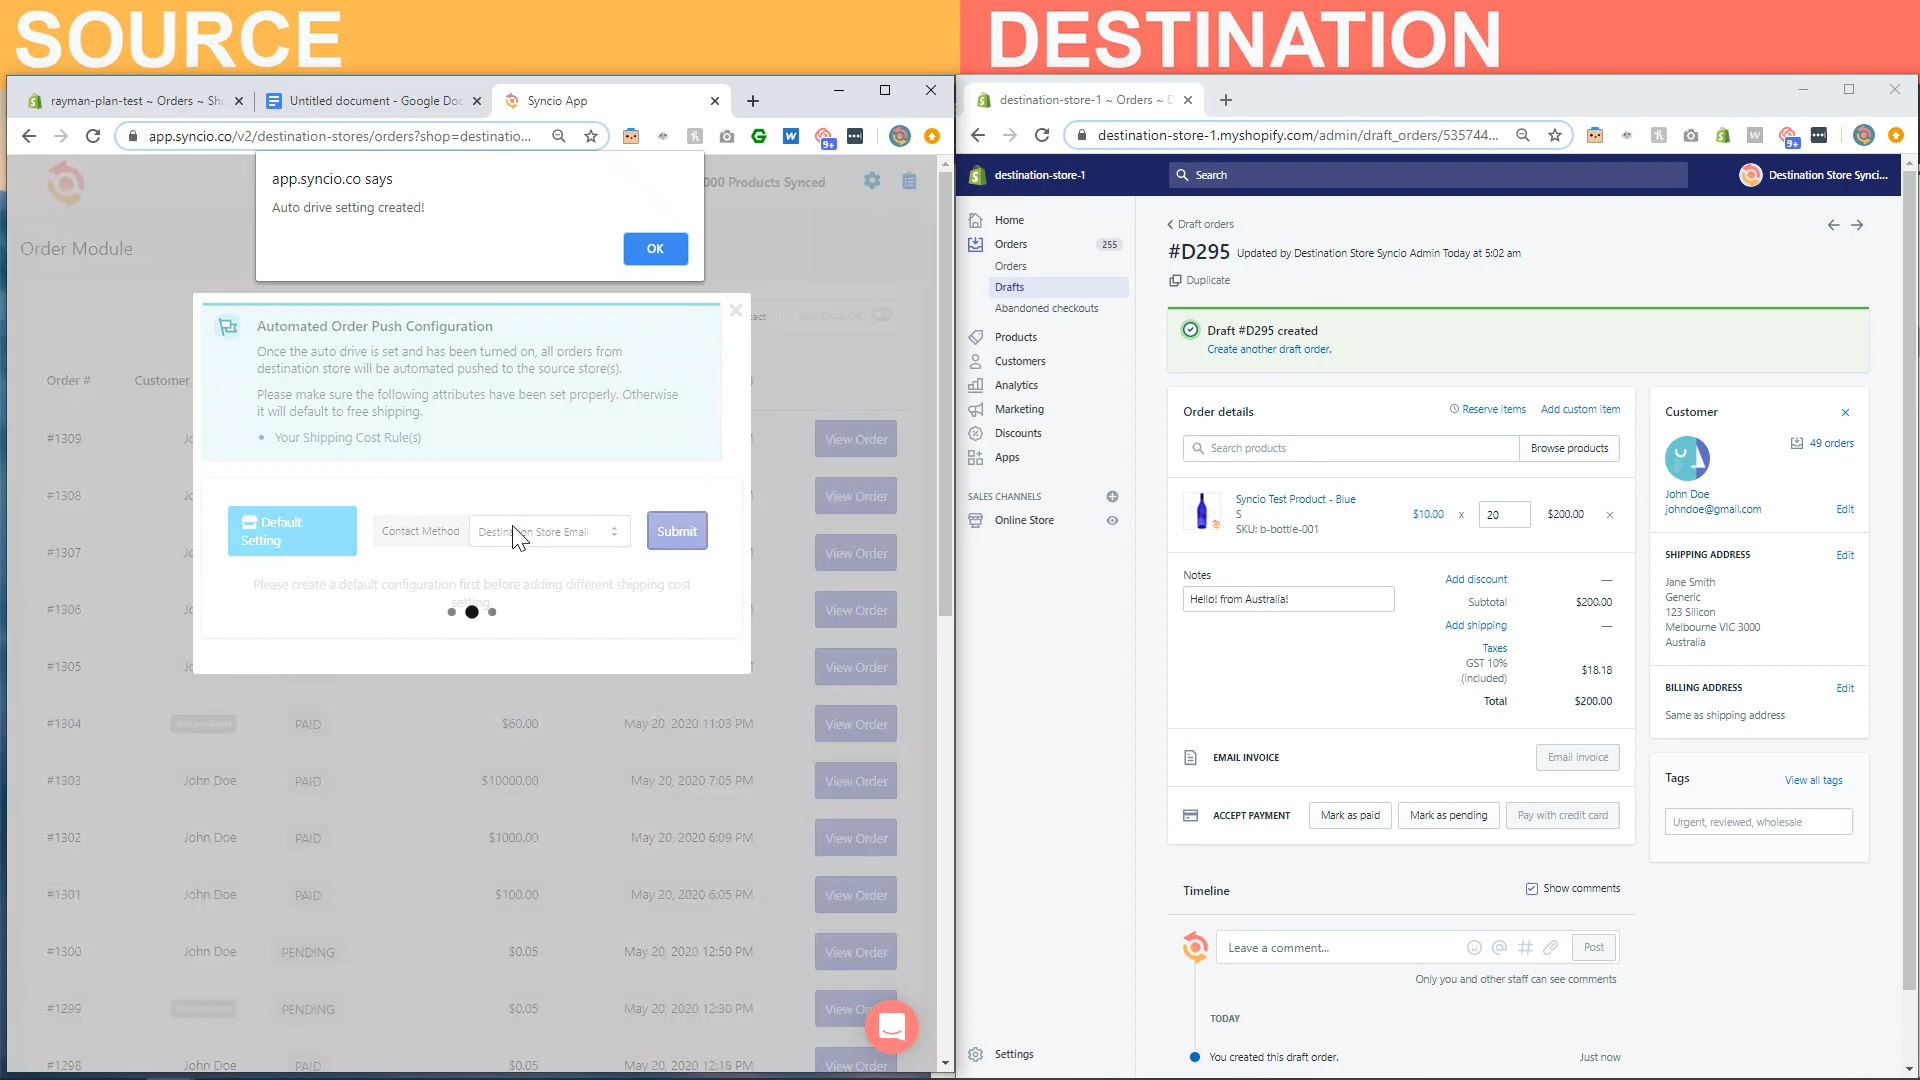 SOURCE
DESTINATION
rayman-plan-test ~ Orders ~ Sho
Untitled document - Google Doc
Syncio App
app.syncio.co/v2/destination-stores/orders?shop=destinatio...
9+
app.syncio.co says
Auto drive setting created!
OK
000 Products Synced
Order Module
Automated Order Push Configuration
Once the auto drive is set and has been turned on, all orders from
destination store will be automated pushed to the source store(s).
Please make sure the following attributes have been set properly. Otherwise
it will default to free shipping.
Your Shipping Cost Rule(s)
Default
Setting
Contact Method
Destination Store Email
Submit
Please create a default configuration first before adding different shipping cost
setting.
Order #
Customer
#1309
View Order
#1308
View Order
#1307
View Order
#1306
View Order
#1305
View Order
#1304
PAID
$60.00
May 20, 2020 11:03 PM
View Order
#1303
John Doe
PAID
$10000.00
May 20, 2020 7:05 PM
View Order
#1302
John Doe
PAID
$1000.00
May 20, 2020 6:09 PM
View Order
#1301
John Doe
PAID
$100.00
May 20, 2020 6:05 PM
View Order
#1300
John Doe
PENDING
$0.05
May 20, 2020 12:50 PM
View Order
#1299
PENDING
$0.05
May 20, 2020 12:30 PM
View Or
#1298
John Doe
PAID
$0.05
May 20, 2020 12:18 PM
View Order
destination-store-1 ~ Orders ~ D
destination-store-1.myshopify.com/admin/draft_orders/535744...
9+
destination-store-1
Search
Destination Store Synci...
Home
Orders
255
Orders
Drafts
Abandoned checkouts
Products
Customers
Analytics
Marketing
Discounts
Apps
SALES CHANNELS
Online Store
Settings
Draft orders
#D295 Updated by Destination Store Syncio Admin Today at 5:02 am
Duplicate
Draft #D295 created
Create another draft order.
Order details
Reserve items
Add custom item
Search products
Browse products
Syncio Test Product - Blue
S
SKU: b-bottle-001
$10.00 x 20 $200.00 ×
Notes
Hello! from Australia!
Add discount —
Subtotal $200.00
Add shipping —
Taxes
GST 10%
(included)
$18.18
Total $200.00
EMAIL INVOICE
Email invoice
ACCEPT PAYMENT
Mark as paid
Mark as pending
Pay with credit card
Customer
49 orders
John Doe
johndoe@gmail.com
Edit
SHIPPING ADDRESS
Edit
Jane Smith
Generic
123 Silicon
Melbourne VIC 3000
Australia
BILLING ADDRESS
Edit
Same as shipping address
Tags
View all tags
Urgent, reviewed, wholesale
Timeline
Show comments
Leave a comment...
Post
Only you and other staff can see comments
TODAY
You created this draft order.
Just now